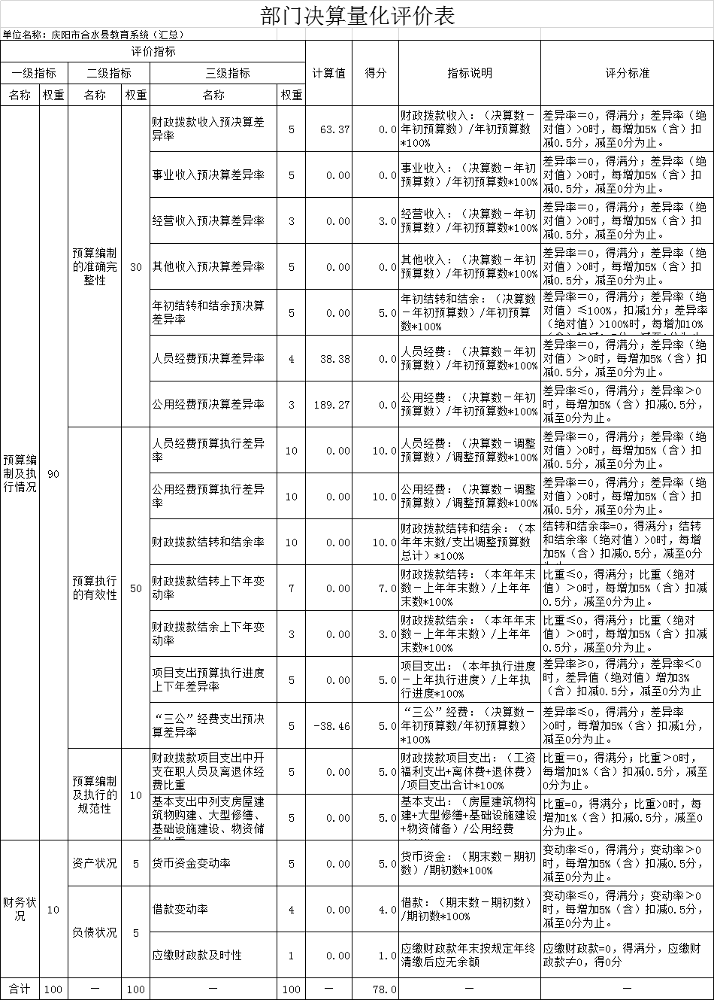 部门决算量化评价表
单位名称：庆阳市合水县教育系统（汇总）
评价指标 计算值 得分 指标说明 评分标准
一级指标 二级指标 三级指标
名称 权重 名称 权重 名称 权重
预算编
制及执
行情况
90
预算编制
的准确完
整性
30
财政拨款收入预决算差
异率
5 63.37 0.0
财政拨款收入：（决算数－
年初预算数）/年初预算数
*100%
差异率＝0，得满分；差异率（绝
对值）>0时，每增加5%（含）扣
减0.5分，减至0分为止。
事业收入预决算差异率 5 0.00 0.0
事业收入：（决算数－年初
预算数）/年初预算数*100%
差异率＝0，得满分；差异率（绝
对值）>0时，每增加5%（含）扣
减0.5分，减至0分为止。
经营收入预决算差异率 3 0.00 3.0
经营收入：（决算数－年初
预算数）/年初预算数*100%
差异率＝0，得满分；差异率（绝
对值）>0时，每增加5%（含）扣
减0.5分，减至0分为止。
其他收入预决算差异率 5 0.00 0.0
其他收入：（决算数－年初
预算数）/年初预算数*100%
差异率＝0，得满分；差异率（绝
对值）>0时，每增加5%（含）扣
减0.5分，减至0分为止。
年初结转和结余预决算
差异率
5 0.00 5.0
年初结转和结余：（决算数
－年初预算数）/年初预算
数*100%
差异率＝0，得满分；差异率（绝
对值）≤100%，扣减1分；差异率
（绝对值）>100%时，每增加10%
人员经费预决算差异率 4 38.38 0.0
人员经费：（决算数－年初
预算数）/年初预算数*100%
差异率＝0，得满分；差异率（绝
对值）＞0时，每增加5%（含）扣
减0.5分，减至0分为止。
公用经费预决算差异率 3 189.27 0.0
公用经费：（决算数－年初
预算数）/年初预算数*100%
差异率≤0，得满分；差异率＞0
时，每增加5%（含）扣减0.5分，
减至0分为止。
预算执行
的有效性
50
人员经费预算执行差异
率
10 0.00 10.0
人员经费：（决算数－调整
预算数）/调整预算数*100%
差异率＝0，得满分；差异率（绝
对值）>0时，每增加5%（含）扣
减0.5分，减至0分为止。
公用经费预算执行差异
率
10 0.00 10.0
公用经费：（决算数－调整
预算数）/调整预算数*100%
差异率＝0，得满分；差异率（绝
对值）>0时，每增加5%（含）扣
减0.5分，减至0分为止。
财政拨款结转和结余率 10 0.00 10.0
财政拨款结转和结余：（本
年年末数/支出调整预算数
总计）*100%
结转和结余率=0，得满分；结转
和结余率（绝对值）>0时，每增
加5%（含）扣减0.5分，减至0分
财政拨款结转上下年变
动率
7 0.00 7.0
财政拨款结转：（本年年末
数－上年年末数）/上年年
末数*100%
比重≤0，得满分；比重（绝对
值）＞0时，每增加5%（含）扣减
0.5分，减至0分为止。
财政拨款结余上下年变
动率
3 0.00 3.0
财政拨款结余：（本年年末
数－上年年末数）/上年年
末数*100%
比重≤0，得满分；比重（绝对
值）＞0时，每增加5%（含）扣减
0.5分，减至0分为止。
项目支出预算执行进度
上下年差异率
5 0.00 5.0
项目支出：（本年执行进度
－上年执行进度）/上年执
行进度*100%
差异率≥0，得满分；差异率＜0
时，差异值（绝对值）增加3%
（含）扣减0.5分，减至0分为止
“三公”经费支出预决
算差异率
5 -38.46 5.0
“三公”经费：（决算数－
年初预算数/年初预算数）
*100%
差异率≤0，得满分；差异率
>0时，每增加5%（含）扣减1分，
减至0分为止。
预算编制
及执行的
规范性
10
财政拨款项目支出中开
支在职人员及离退休经
费比重
5 0.00 5.0
财政拨款项目支出：（工资
福利支出+离休费+退休费）
/项目支出合计*100%
比重＝0，得满分；比重＞0时，
每增加1%（含）扣减0.5分，减至
0分为止。
基本支出中列支房屋建
筑物购建、大型修缮、
基础设施建设、物资储
5 0.00 5.0
基本支出：（房屋建筑物构
建+大型修缮+基础设施建设
+物资储备）/公用经费
比重=0，得满分；比重>0时，每
增加1%（含）扣减0.5分，减至0
分为止。
财务状
况
10
资产状况 5 货币资金变动率 5 0.00 5.0
货币资金：（期末数－期初
数）/期初数*100%
变动率≤0，得满分；变动率＞0
时，每增加5%（含）扣减0.5分，
减至0分为止。
负债状况 5
借款变动率 4 0.00 4.0
借款：（期末数－期初数）
/期初数*100%
变动率≤0，得满分；变动率＞0
时，每增加5%（含）扣减0.5分，
减至0分为止。
应缴财政款及时性 1 0.00 1.0
应缴财政款年末按规定年终
清缴后应无余额
应缴财政款=0，得满分，应缴财
政款≠0，得0分
合计 100 － 100 － 100 － 78.0 － －